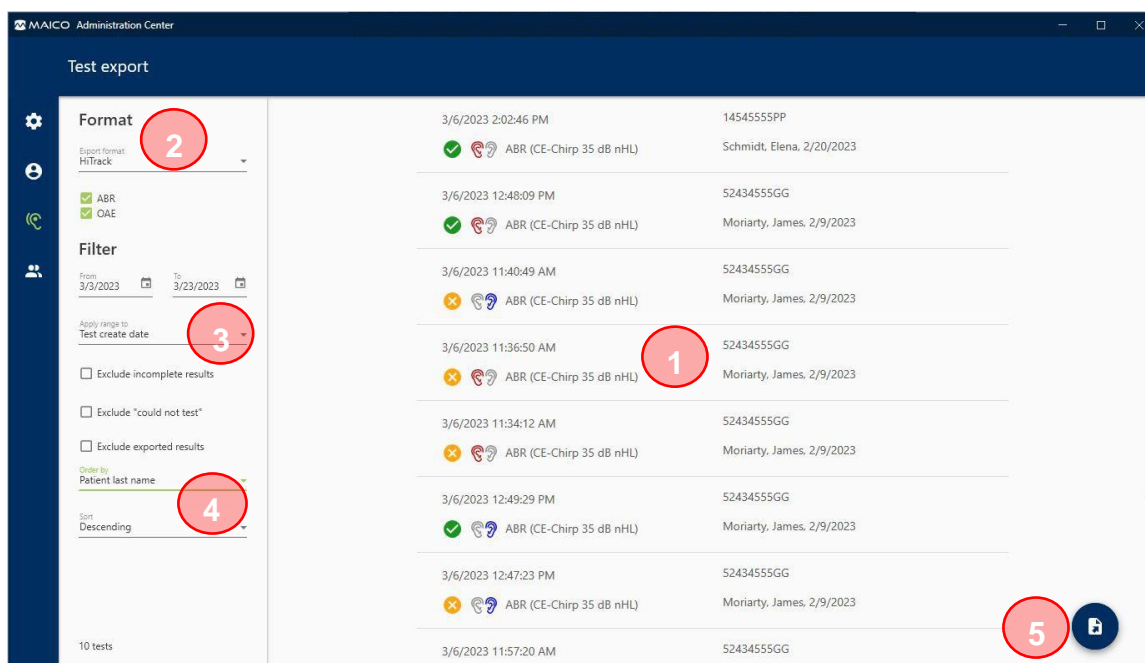 MAICO Administration Center
Test export
Format
2
Export format
HiTrack
ABR
OAE
Filter
From
3/3/2023
To
3/23/2023
Apply range to
Test create date
3
Exclude incomplete results
Exclude "could not test"
Exclude exported results
Order by
Patient last name
4
Sort
Descending
10 tests
3/6/2023 2:02:46 PM
14545555PP
ABR (CE-Chirp 35 dB nHL)
Schmidt, Elena, 2/20/2023
3/6/2023 12:48:09 PM
52434555GG
ABR (CE-Chirp 35 dB nHL)
Moriarty, James, 2/9/2023
3/6/2023 11:40:49 AM
52434555GG
ABR (CE-Chirp 35 dB nHL)
Moriarty, James, 2/9/2023
3/6/2023 11:36:50 AM
52434555GG
1
ABR (CE-Chirp 35 dB nHL)
Moriarty, James, 2/9/2023
3/6/2023 11:34:12 AM
52434555GG
ABR (CE-Chirp 35 dB nHL)
Moriarty, James, 2/9/2023
3/6/2023 12:49:29 PM
52434555GG
ABR (CE-Chirp 35 dB nHL)
Moriarty, James, 2/9/2023
3/6/2023 12:47:23 PM
52434555GG
ABR (CE-Chirp 35 dB nHL)
Moriarty, James, 2/9/2023
5
3/6/2023 11:57:20 AM
52434555GG